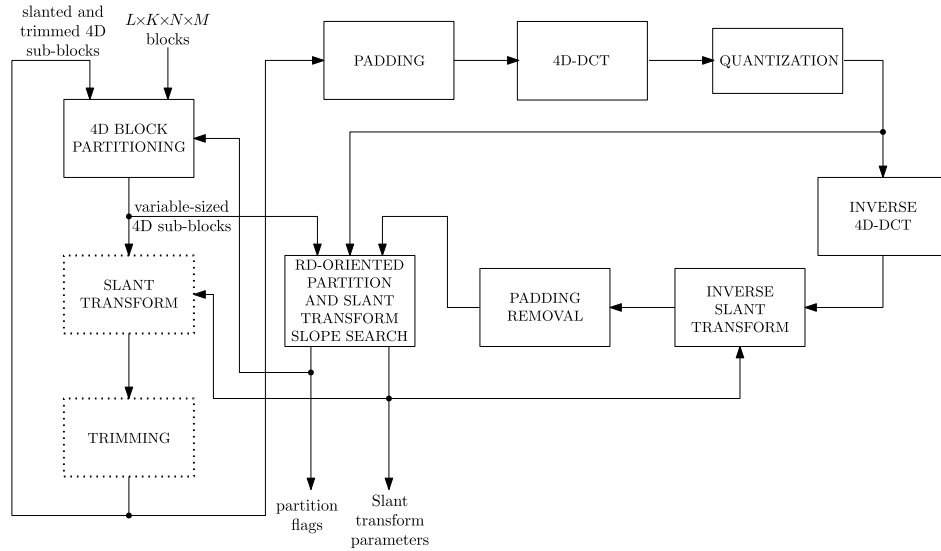 slanted and
trimmed 4D
sub-blocks
L×K×N×M
blocks
PADDING
4D-DCT
QUANTIZATION
4D BLOCK
PARTITIONING
variable-sized
4D sub-blocks
INVERSE
4D-DCT
SLANT
TRANSFORM
RD-ORIENTED
PARTITION
AND SLANT
TRANSFORM
SLOPE SEARCH
PADDING
REMOVAL
INVERSE
SLANT
TRANSFORM
TRIMMING
partition
flags
Slant
transform
parameters